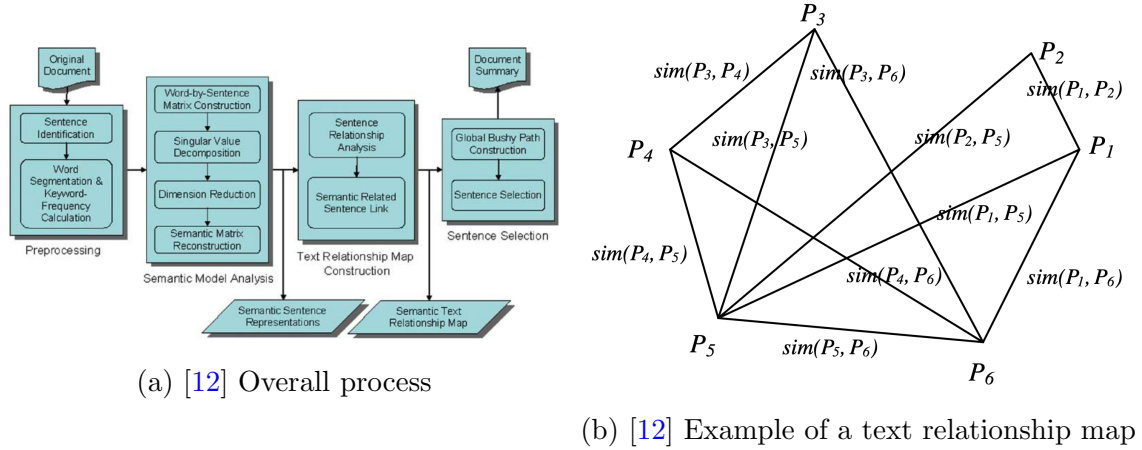 Original
Document
Sentence
Identification
Word
Segmentation &
Keyword-
Frequency
Calculation
Preprocessing
Word-by-Sentence
Matrix Construction
Singular Value
Decomposition
Dimension Reduction
Semantic Matrix
Reconstruction
Semantic Model Analysis
Sentence
Relationship
Analysis
Semantic Related
Sentence Link
Text Relationship Map
Construction
Document
Summary
Global Bushy Path
Construction
Sentence Selection
Sentence Selection
Semantic Sentence
Representations
Semantic Text
Relationship Map
(a) [12] Overall process
P3
P2
sim(P3, P4)
sim(P3, P6)
sim(P1, P2)
P4
sim(P3, P5)
sim(P2, P5)
P1
sim(P1, P5)
sim(P4, P5)
sim(P4, P6)
sim(P1, P6)
P5
sim(P5, P6)
P6
(b) [12] Example of a text relationship map